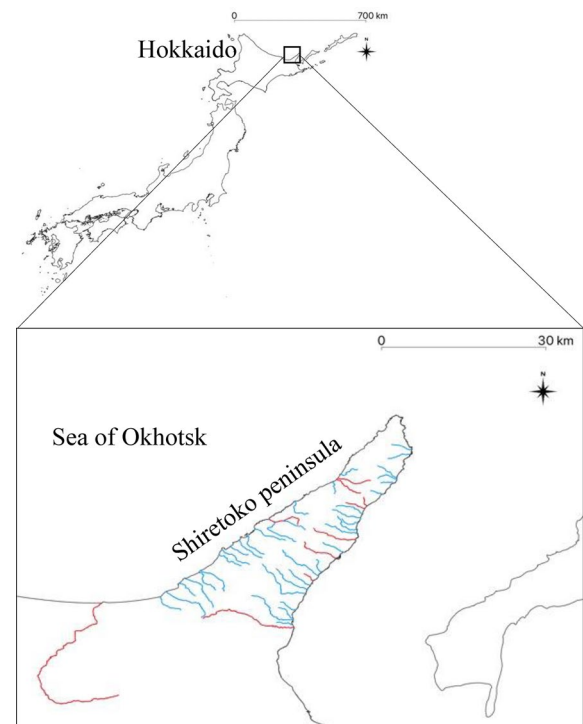 0 700 km
Hokkaido
N
0 30 km
N
Sea of Okhotsk
Shiretoko peninsula